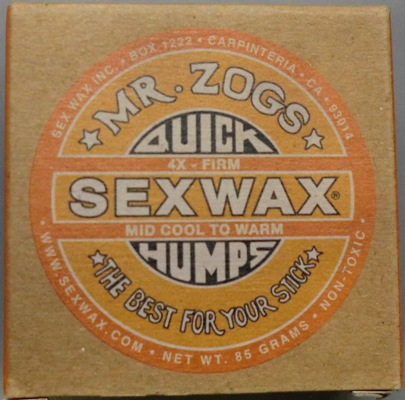 SEX WAX INC. • BOX 1222 • CARPINTERIA • CA • 93014
MR. ZOGS
QUICK
4X - FIRM
SEXWAX®
MID COOL TO WARM
HUMPS
THE BEST FOR YOUR STICK
• WWW.SEXWAX.COM • NET WT. 85 GRAMS • NON-TOXIC •